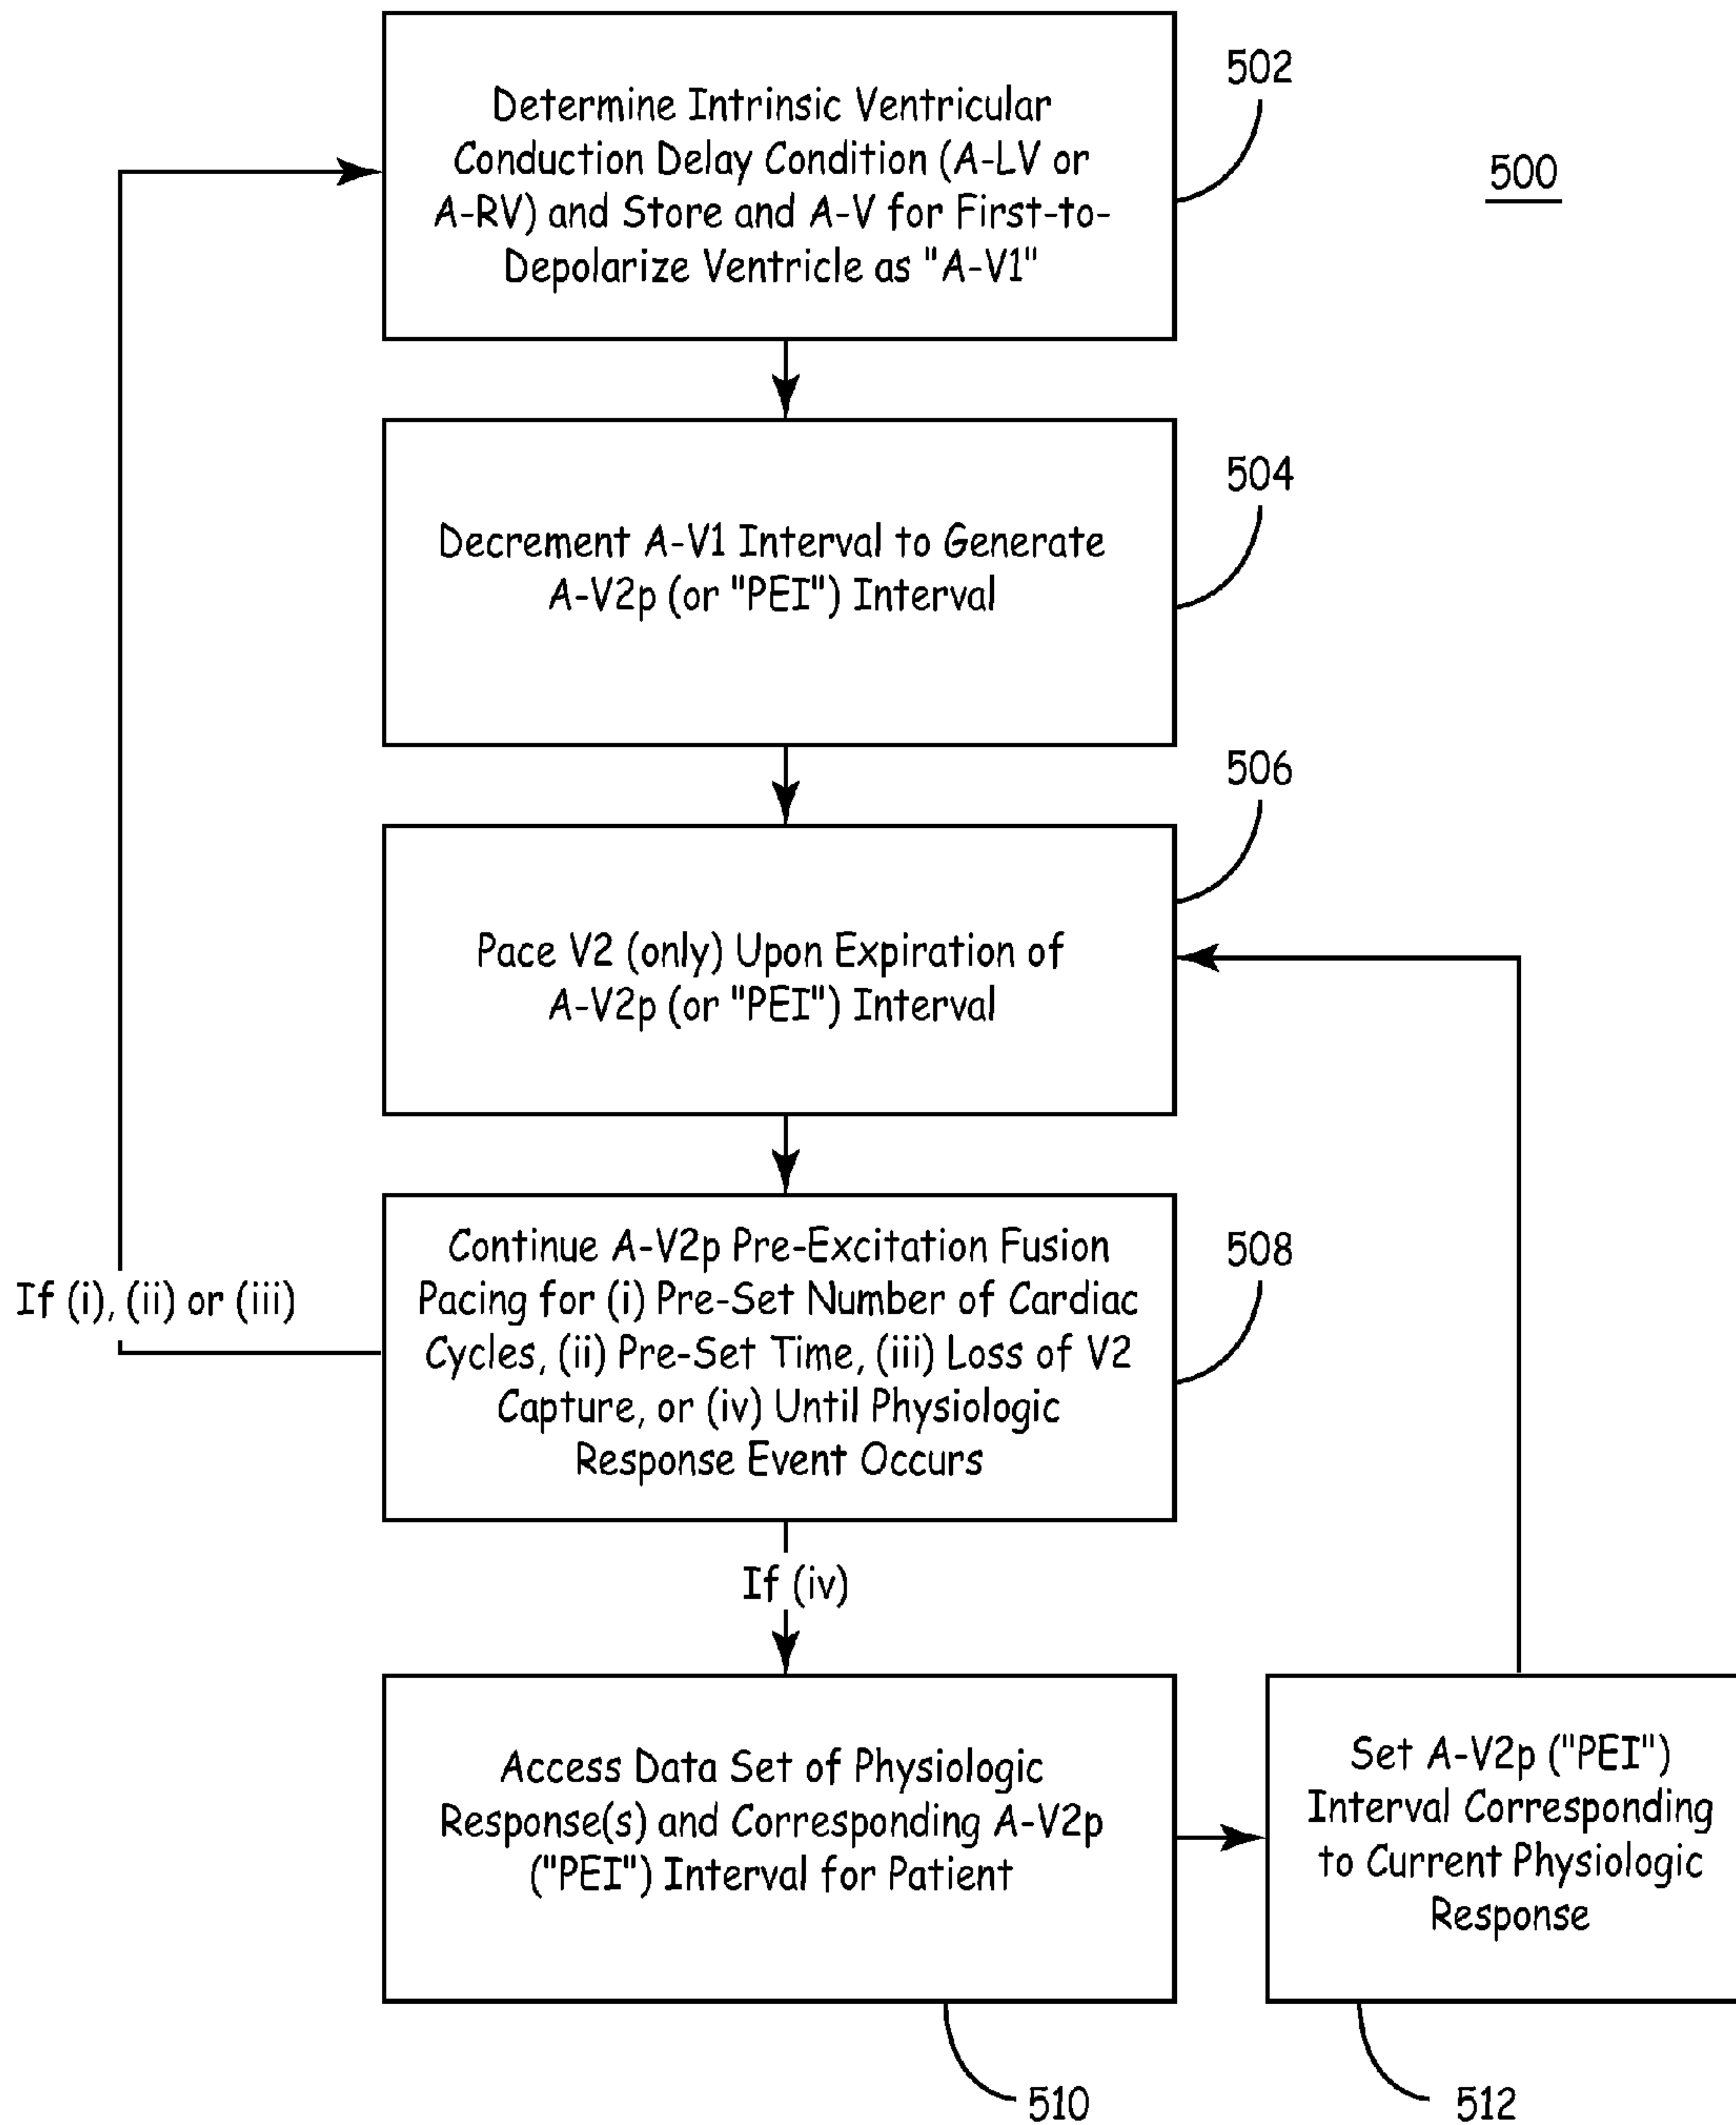 Determine Intrinsic Ventricular
Conduction Delay Condition (A-LV or
A-RV) and Store and A-V for First-to-
Depolarize Ventricle as "A-V1"
502
500
Decrement A-V1 Interval to Generate
A-V2p (or "PEI") Interval
504
Pace V2 (only) Upon Expiration of
A-V2p (or "PEI") Interval
506
Continue A-V2p Pre-Excitation Fusion
Pacing for (i) Pre-Set Number of Cardiac
Cycles, (ii) Pre-Set Time, (iii) Loss of V2
Capture, or (iv) Until Physiologic
Response Event Occurs
508
If (i), (ii) or (iii)
If (iv)
Access Data Set of Physiologic
Response(s) and Corresponding A-V2p
("PEI") Interval for Patient
510
Set A-V2p ("PEI")
Interval Corresponding
to Current Physiologic
Response
512